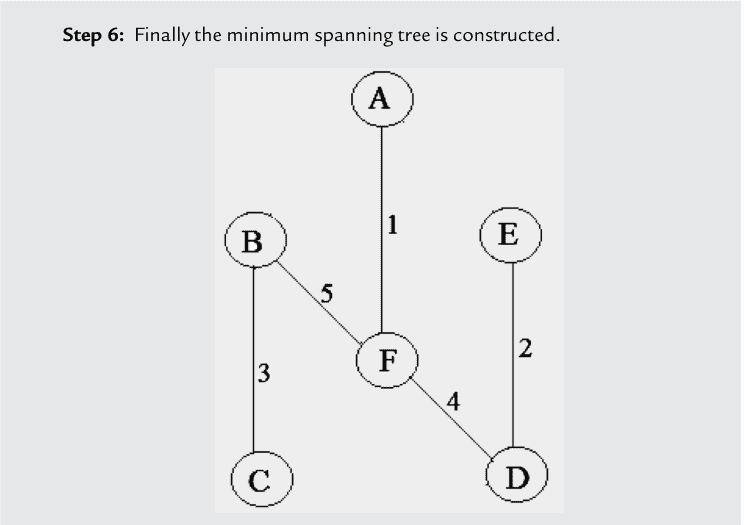 Step 6: Finally the minimum spanning tree is constructed.
A
1
B
E
5
F
2
3
4
C
D